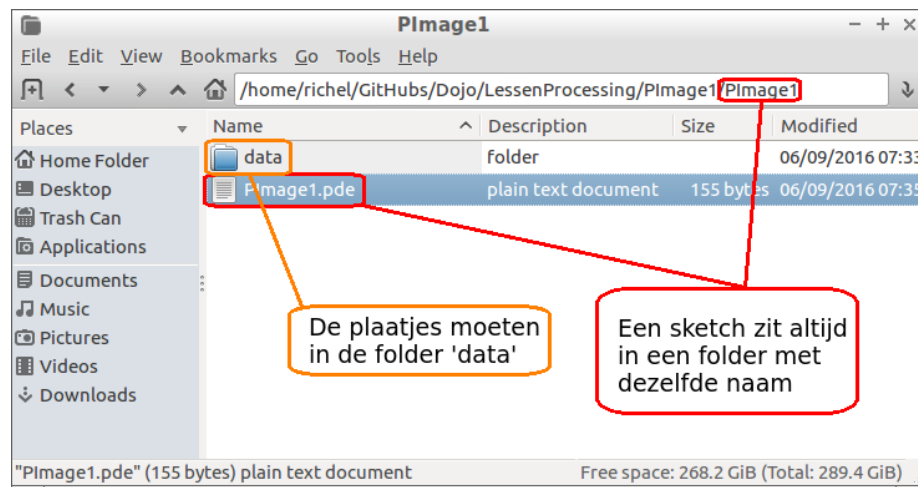 PImage1
File Edit View Bookmarks Go Tools Help
/home/richel/GitHubs/Dojo/LessenProcessing/PImage1/PImage1
Places
Name Description Size Modified
Home Folder
data folder 06/09/2016 07:33
Desktop
PImage1.pde plain text document 155 bytes 06/09/2016 07:35
Trash Can
Applications
Documents
Music
Pictures
Videos
Downloads
De plaatjes moeten
in de folder 'data'
Een sketch zit altijd
in een folder met
dezelfde naam
"PImage1.pde" (155 bytes) plain text document
Free space: 268.2 GiB (Total: 289.4 GiB)